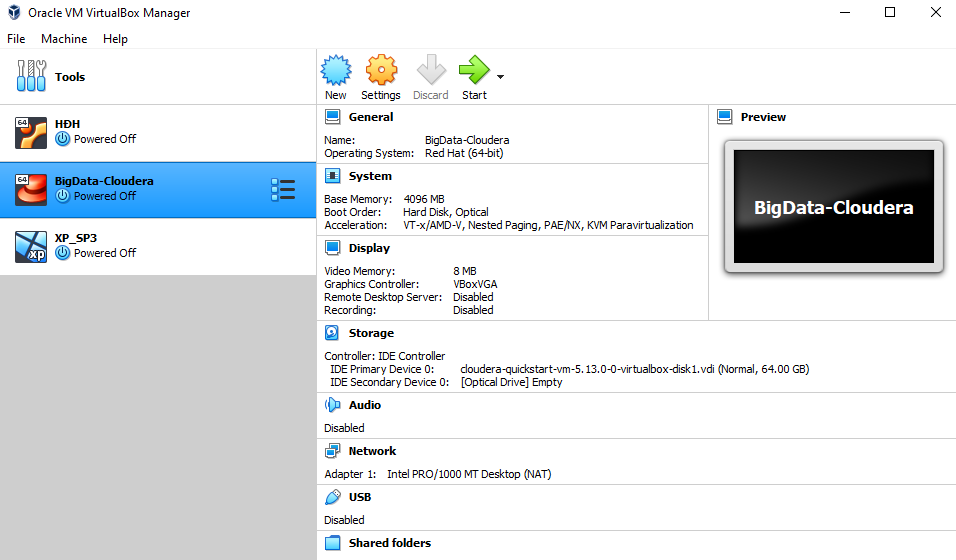 Oracle VM VirtualBox Manager
File Machine Help
Tools
New Settings Discard Start
64
HĐH
Powered Off
64
BigData-Cloudera
Powered Off
xp
XP_SP3
Powered Off
General
Name: BigData-Cloudera
Operating System: Red Hat (64-bit)
System
Base Memory: 4096 MB
Boot Order: Hard Disk, Optical
Acceleration: VT-x/AMD-V, Nested Paging, PAE/NX, KVM Paravirtualization
Display
Video Memory: 8 MB
Graphics Controller: VBoxVGA
Remote Desktop Server: Disabled
Recording: Disabled
Preview
BigData-Cloudera
Storage
Controller: IDE Controller
IDE Primary Device 0: cloudera-quickstart-vm-5.13.0-0-virtualbox-disk1.vdi (Normal, 64.00 GB)
IDE Secondary Device 0: [Optical Drive] Empty
Audio
Disabled
Network
Adapter 1: Intel PRO/1000 MT Desktop (NAT)
USB
Disabled
Shared folders